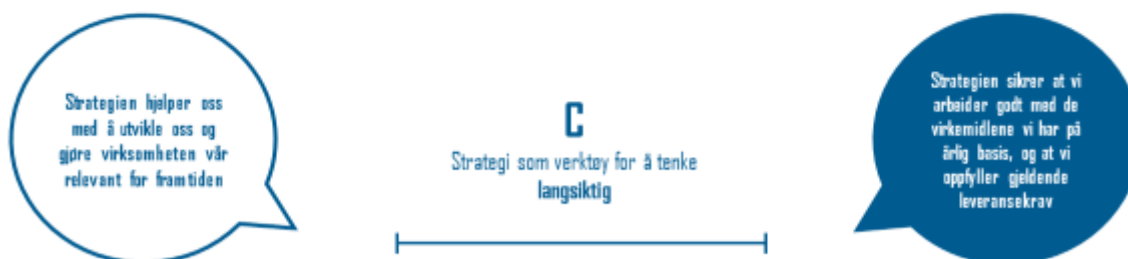 Strategien hjelper oss
med å utvikle oss og
gjøre virksomheten vår
relevant for framtiden
C
Strategi som verktøy for å tenke
langsiktig
Strategien sikrer at vi
arbeider godt med de
virkemidlene vi har på
årlig basis, og at vi
oppfyller gjeldende
leveransekrav